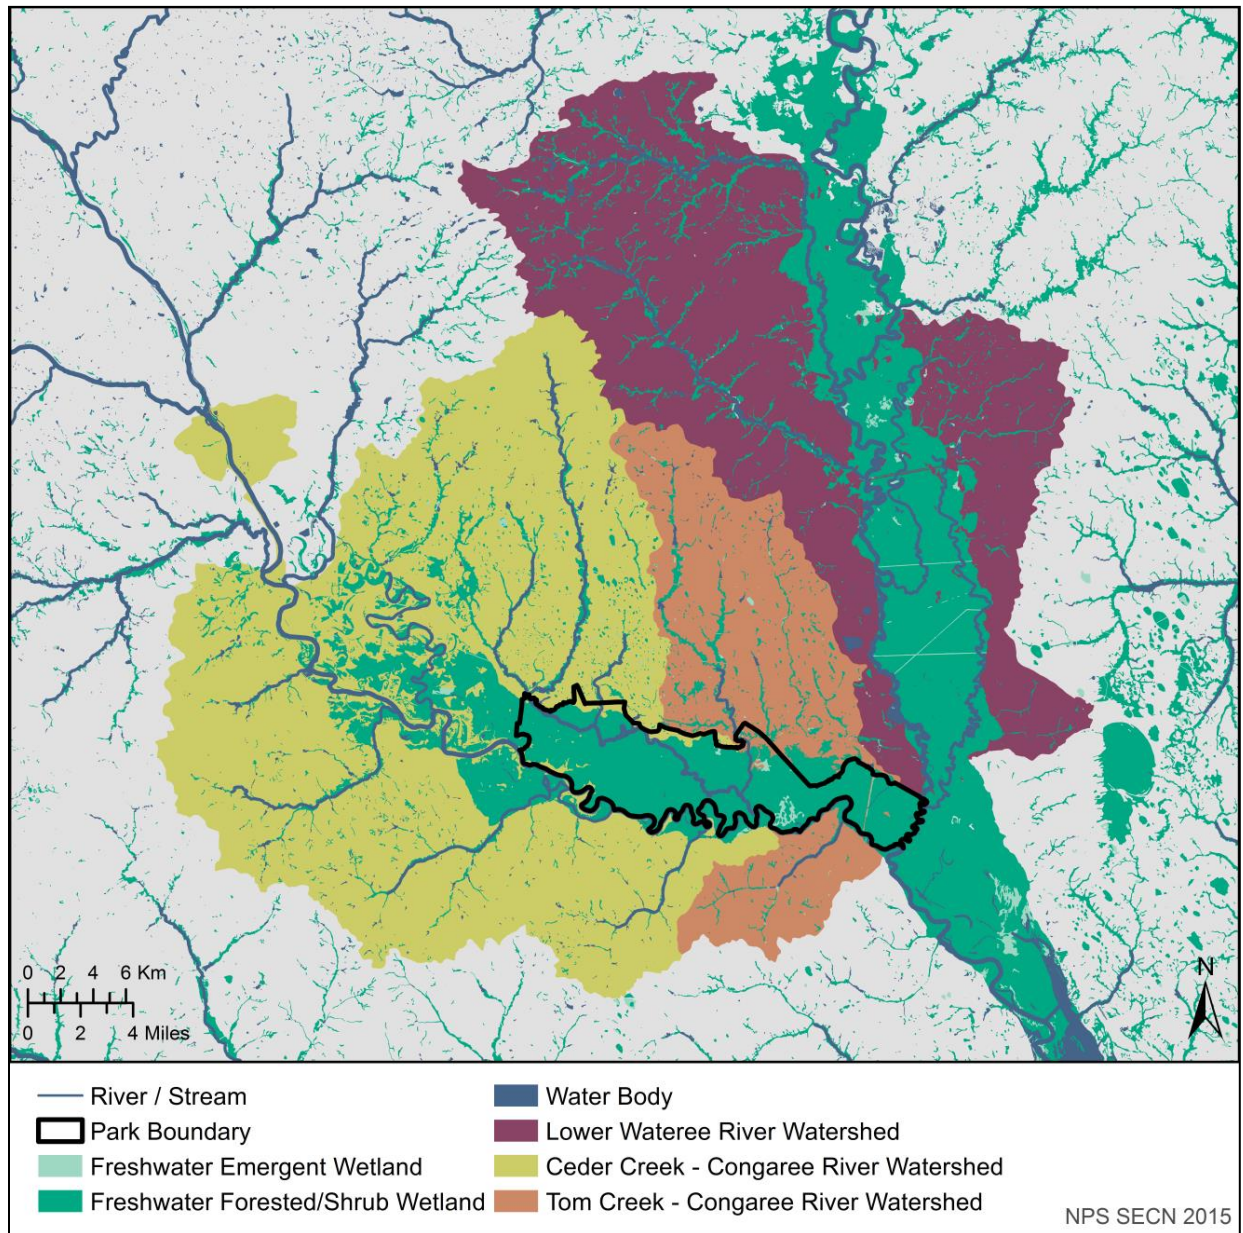 N
0 2 4 6 Km
0 2 4 Miles
River / Stream
Park Boundary
Freshwater Emergent Wetland
Freshwater Forested/Shrub Wetland
Water Body
Lower Wateree River Watershed
Ceder Creek - Congaree River Watershed
Tom Creek - Congaree River Watershed
NPS SECN 2015